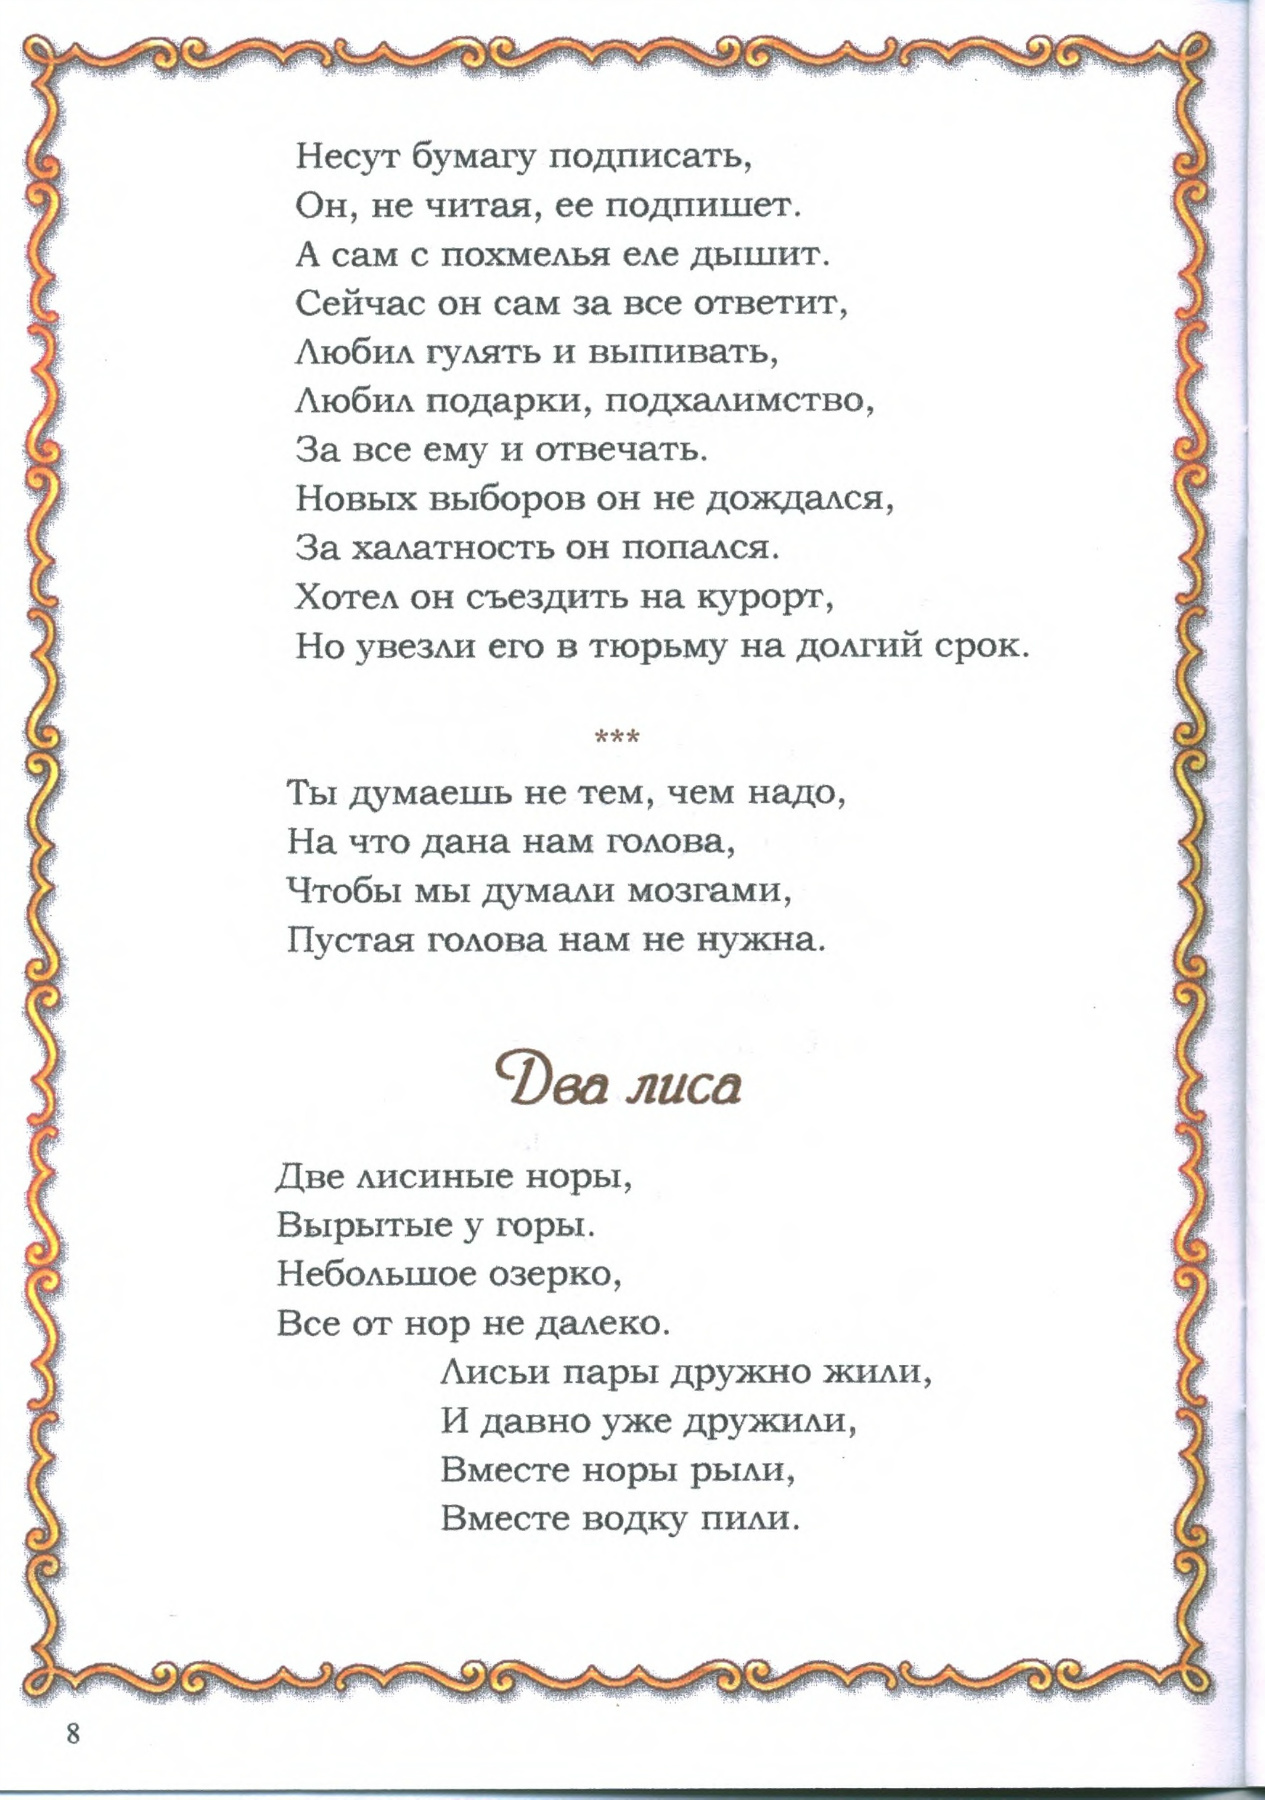 Несут бумагу подписать,
Он, не читая, ее подпишет.
А сам с похмелья еле дышит.
Сейчас он сам за все ответит,
Любил гулять и выпивать,
Любил подарки, подхалимство,
За все ему и отвечать.
Новых выборов он не дождался,
За халатность он попался.
Хотел он съездить на курорт,
Но увезли его в тюрьму на долгий срок.
***
Ты думаешь не тем, чем надо,
На что дана нам голова,
Чтобы мы думали мозгами,
Пустая голова нам не нужна.
Два лиса
Две лисиные норы,
Вырытые у горы.
Небольшое озерко,
Все от нор не далеко.
Лисьи пары дружно жили,
И давно уже дружили,
Вместе норы рыли,
Вместе водку пили.
8